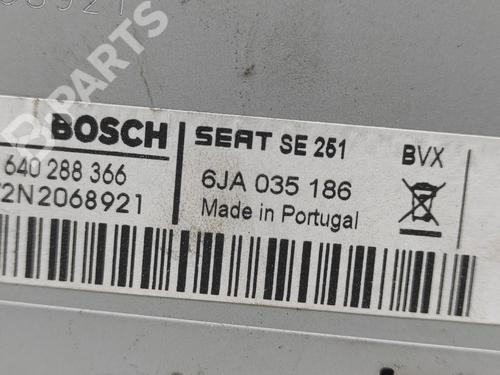 B-PARTS
BOSCH
SEAT SE 251
BVX
640 288 366
6JA 035 186
2N2068921
Made in Portugal